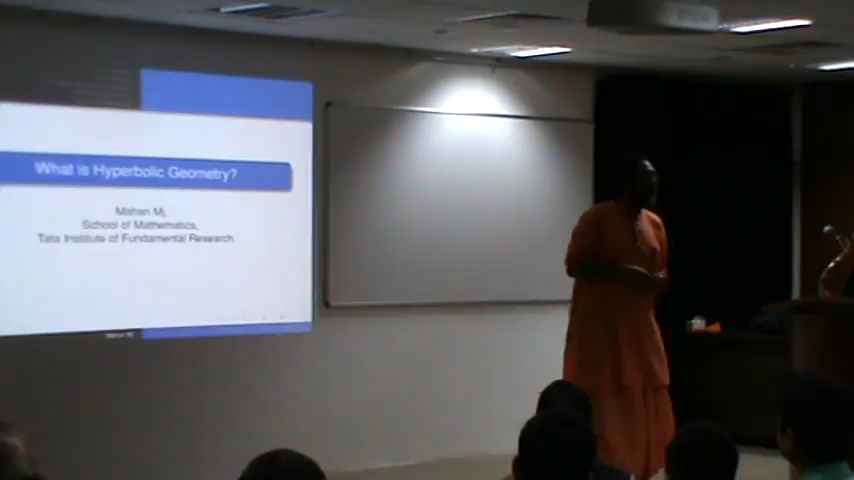 What is Hyperbolic Geometry?
Mahan Mj,
School of Mathematics,
Tata Institute of Fundamental Research.